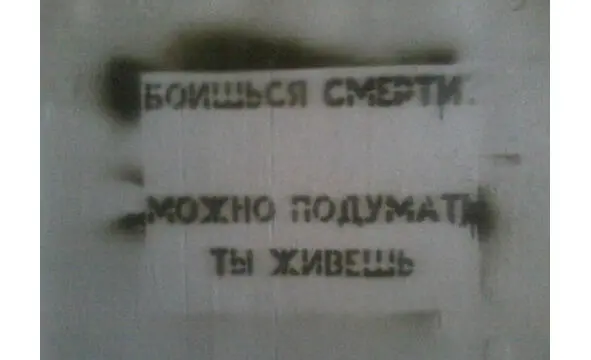 БОИШЬСЯ СМЕРТИ.
МОЖНО ПОДУМАТЬ
ТЫ ЖИВЕШЬ